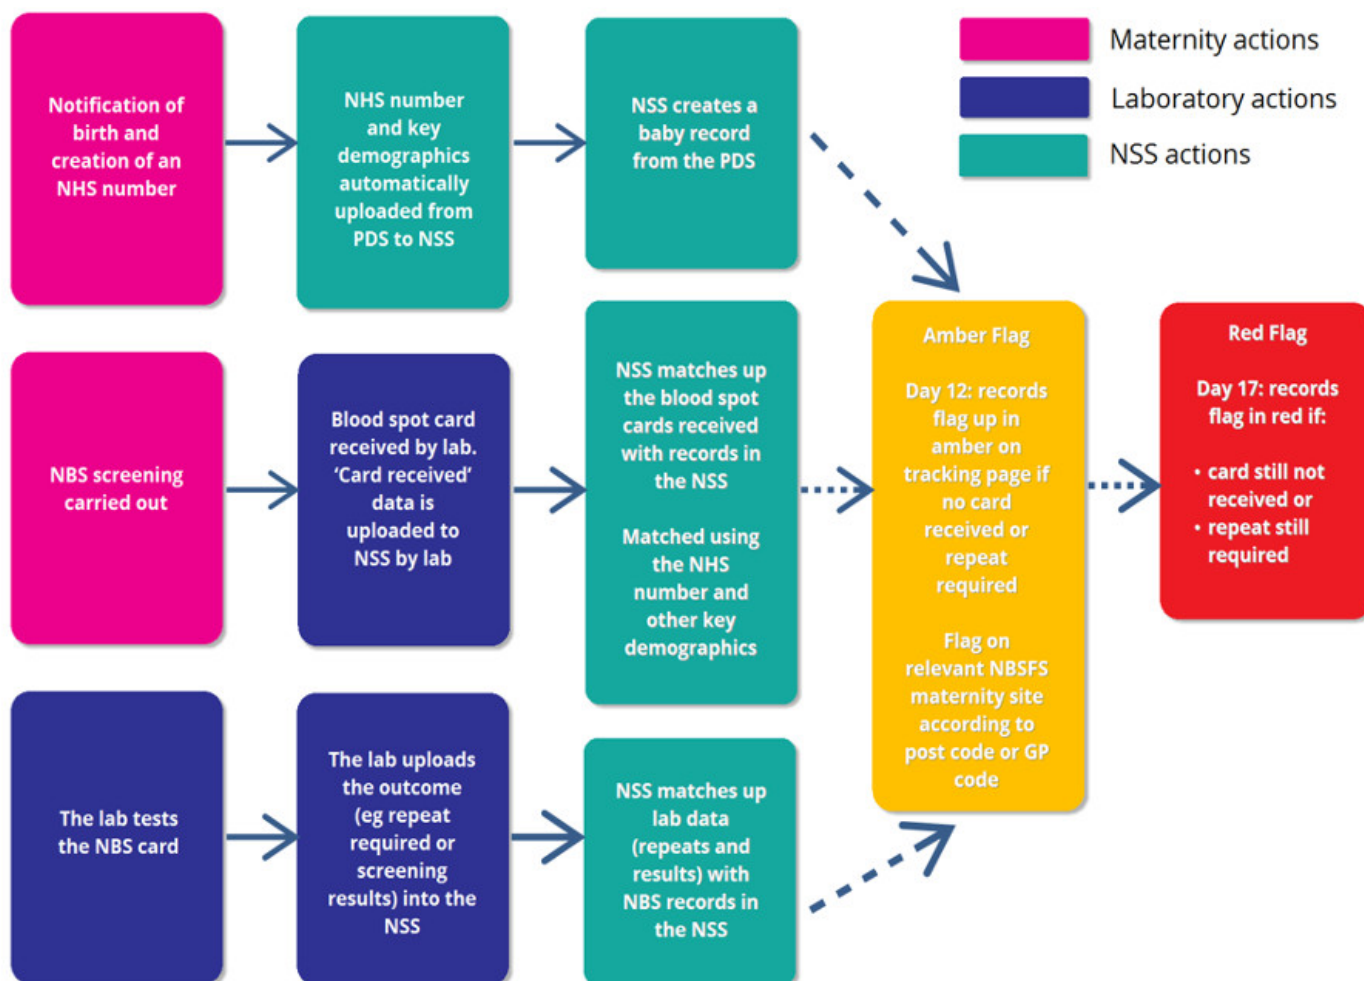 Notification of
birth and
creation of an
NHS number
NHS number
and key
demographics
automatically
uploaded from
PDS to NSS
NSS creates a
baby record
from the PDS
Maternity actions
Laboratory actions
NSS actions
NBS screening
carried out
Blood spot card
received by lab.
‘Card received’
data is
uploaded to
NSS by lab
NSS matches up
the blood spot
cards received
with records in
the NSS
Matched using
the NHS
number and
other key
demographics
Amber Flag
Day 12: records
flag up in
amber on
tracking page if
no card
received or
repeat
required
Flag on
relevant NBSFS
maternity site
according to
post code or GP
code
Red Flag
Day 17: records
flag in red if:
• card still not
received or
• repeat still
required
The lab tests
the NBS card
The lab uploads
the outcome
(eg repeat
required or
screening
results) into the
NSS
NSS matches up
lab data
(repeats and
results) with
NBS records in
the NSS